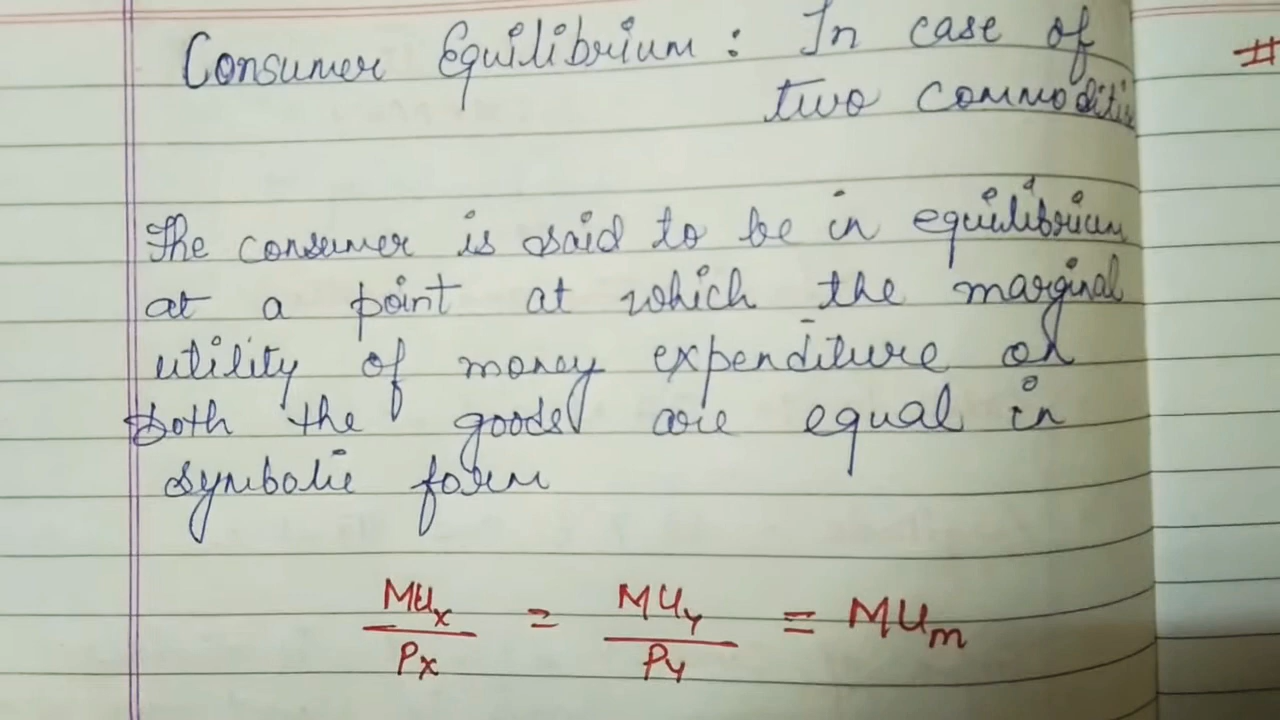 Consumer Equilibrium : In case of
two commoditi
#
The consumer is said to be in equilibrium
at a point at which the marginal
utility of money expenditure on
both the goods are equal in
symbolic form
MUx / Px = MUy / Py = MUm